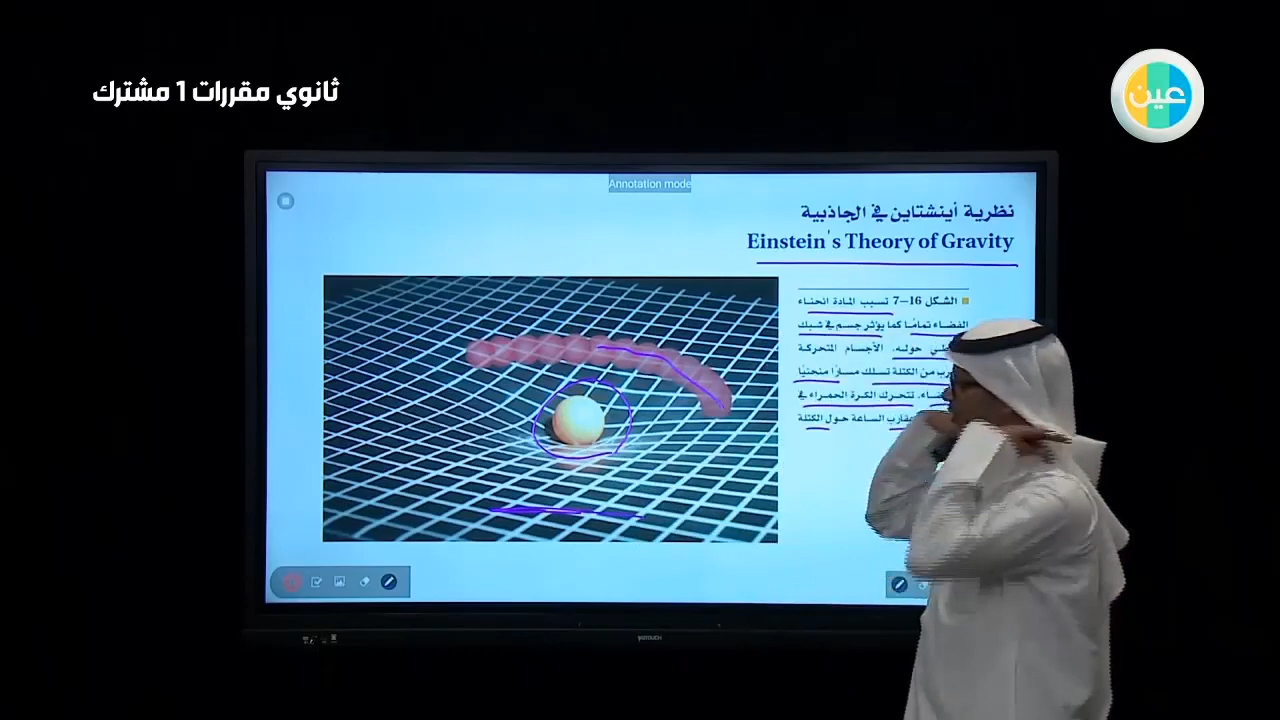 ثانوي مقررات 1 مشترك
عين
Annotation mode
نظرية أينشتاين في الجاذبية
Einstein's Theory of Gravity
الشكل 16–7 تسبب المادة انحناء
الفضاء تمامًا كما يؤثر جسم في شبك
حوله. الأجسام المتحركة
من الكتلة تسلك مسارًا منحنيًا
تتحرك الكرة الحمراء في
عقارب الساعة حول الكتلة